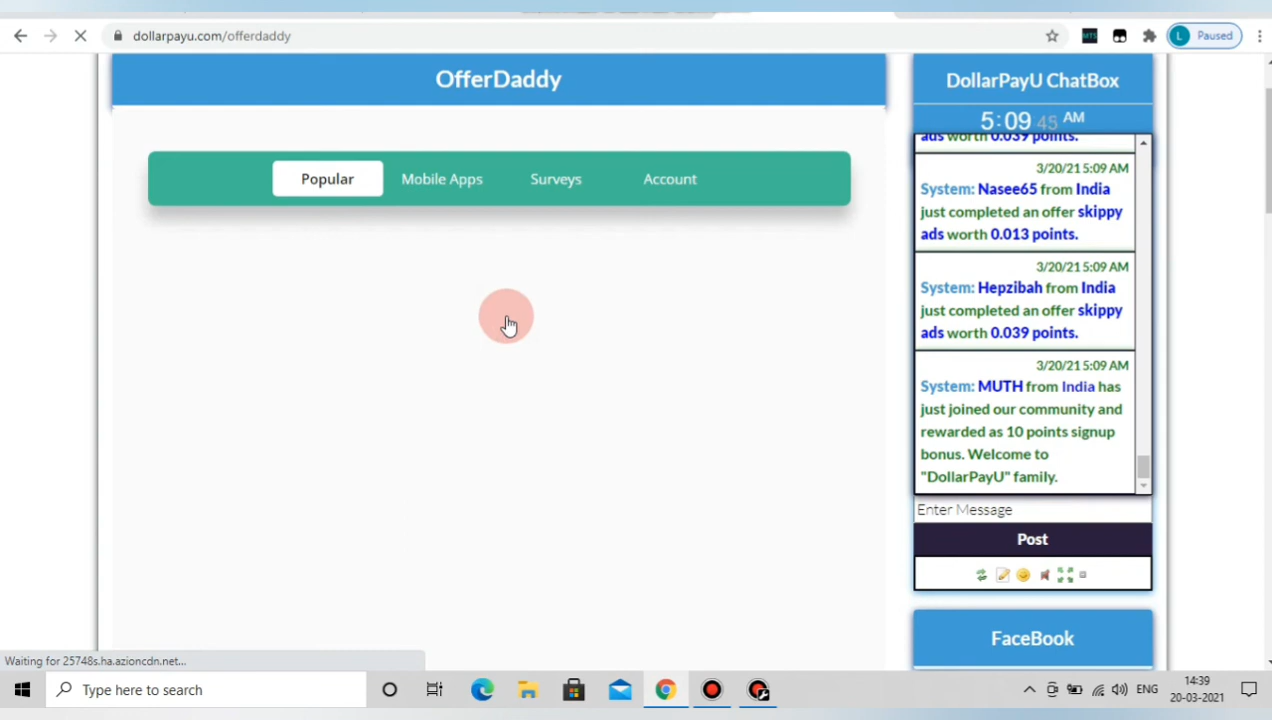 dollarpayu.com/offerdaddy
MTS
L
Paused
OfferDaddy
Popular
Mobile Apps
Surveys
Account
DollarPayU ChatBox
5:09 45 AM
ads worth 0.039 points.
3/20/21 5:09 AM
System: Nasee65 from India
just completed an offer skippy
ads worth 0.013 points.
3/20/21 5:09 AM
System: Hepzibah from India
just completed an offer skippy
ads worth 0.039 points.
3/20/21 5:09 AM
System: MUTH from India has
just joined our community and
rewarded as 10 points signup
bonus. Welcome to
"DollarPayU" family.
Enter Message
Post
FaceBook
Waiting for 25748s.ha.azioncdn.net...
Type here to search
ENG
14:39
20-03-2021